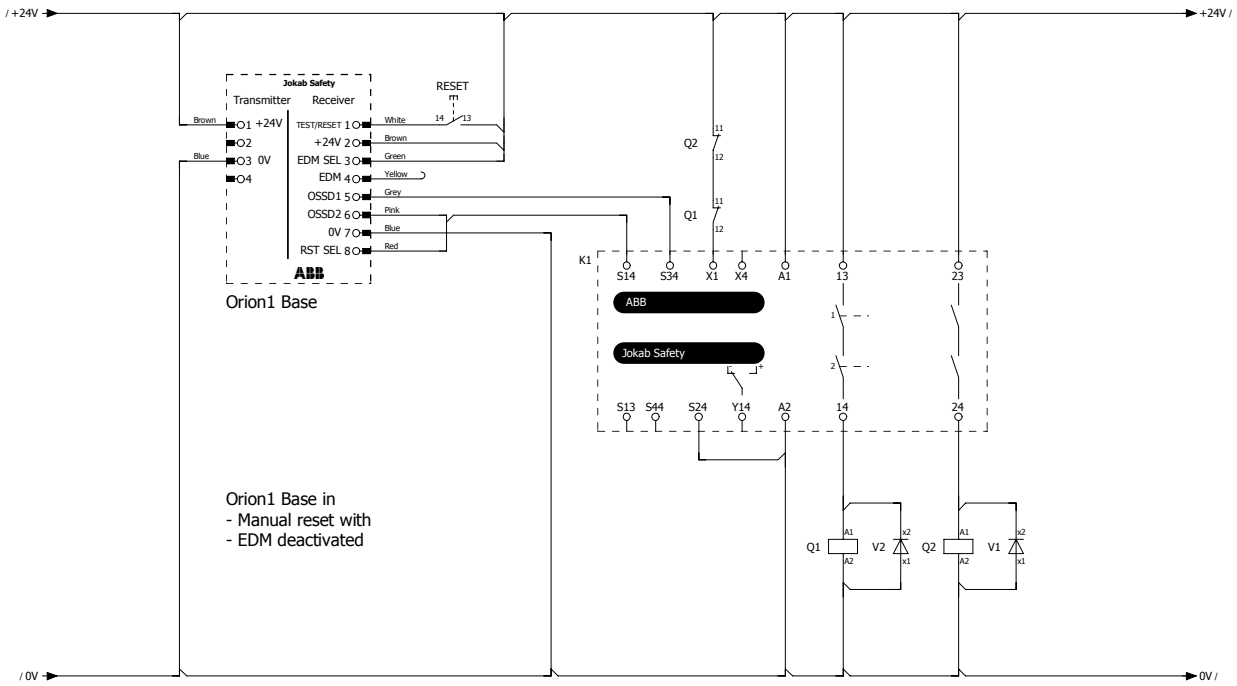 / +24V
+24V /
Jokab Safety
Transmitter Receiver
RESET
Brown 1 +24V TEST/RESET 1 White 14 13
2 +24V 2 Brown
Blue 3 0V EDM SEL 3 Green
4 EDM 4 Yellow
OSSD1 5 Grey
OSSD2 6 Pink
0V 7 Blue
RST SEL 8 Red
ABB
Orion1 Base
11
Q2
12
11
Q1
12
K1
S14 S34 X1 X4 A1 13 23
ABB
1
Jokab Safety
2
- +
S13 S44 S24 Y14 A2 14 24
Orion1 Base in
- Manual reset with
- EDM deactivated
A1 x2 A1 x2
Q1 V2 Q2 V1
A2 x1 A2 x1
/ 0V
0V /